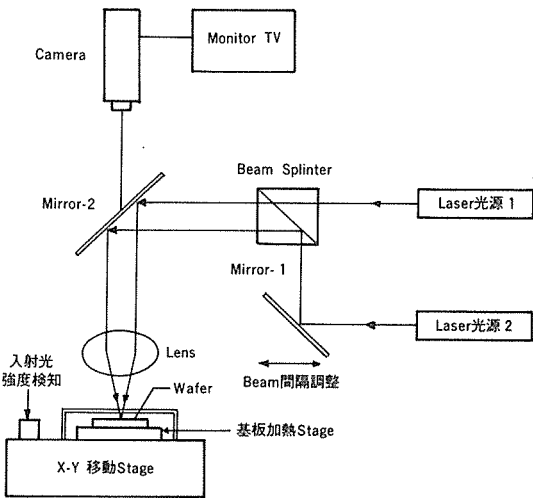 Monitor TV
Camera
Beam Splinter
Mirror-2
Laser光源1
Mirror-1
Laser光源2
Lens
Beam間隔調整
入射光
強度検知
Wafer
基板加熱Stage
X-Y 移動Stage